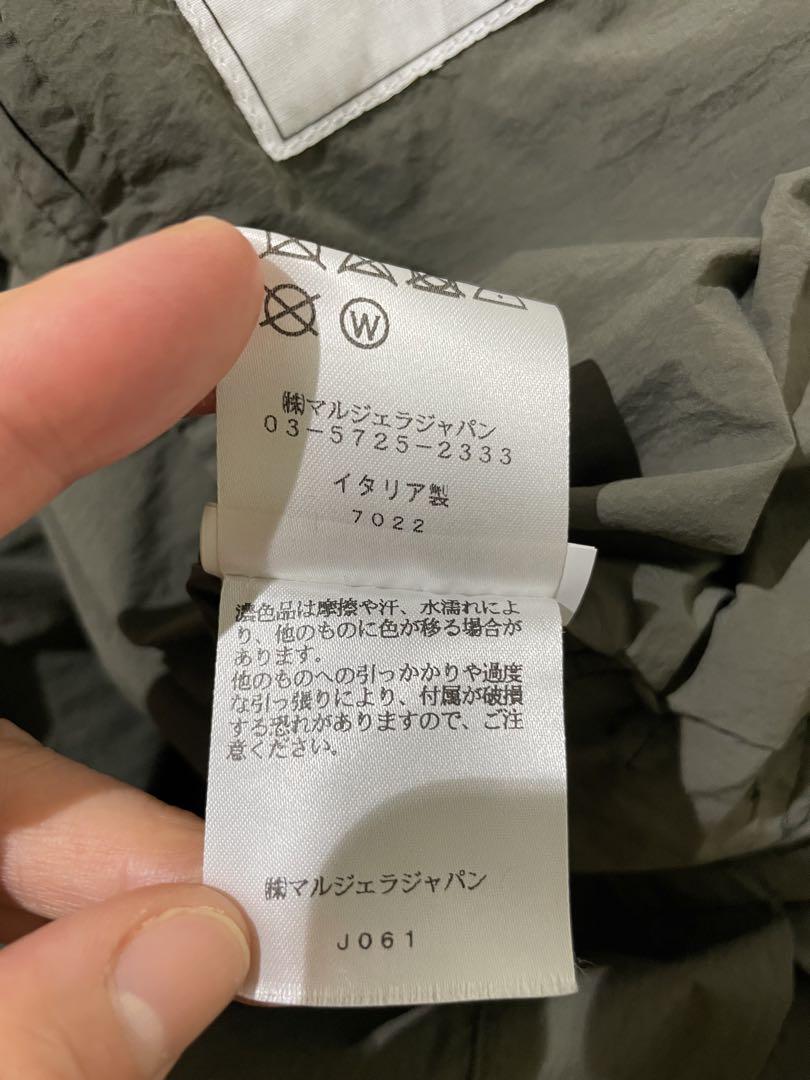 W
㈱マルジェラジャパン
03-5725-2333
イタリア製
7022
濃色品は摩擦や汗、水濡れによ
り、他のものに色が移る場合が
あります。
他のものへの引っかかりや過度
な引っ張りにより、付属が破損
する恐れがありますので、ご注
意ください。
㈱マルジェラジャパン
J061